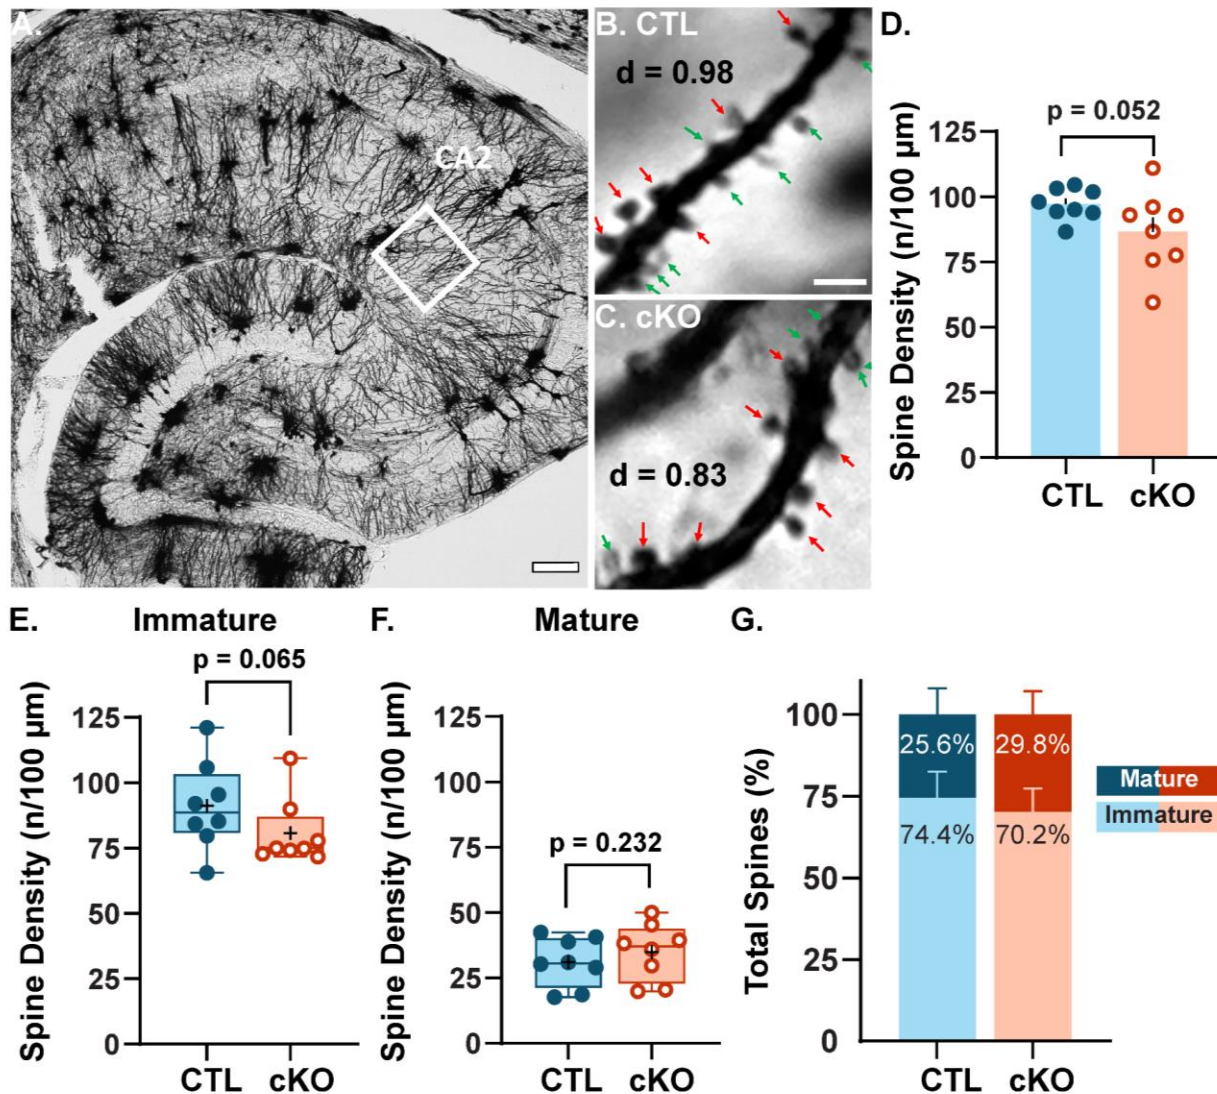 A.
CA2
B. CTL
d = 0.98
C. cKO
d = 0.83
D.
p = 0.052
Spine Density (n/100 µm)
125
100
75
50
25
0
CTL
cKO
E.
Immature
p = 0.065
Spine Density (n/100 µm)
125
100
75
50
25
0
CTL
cKO
F.
Mature
p = 0.232
Spine Density (n/100 µm)
125
100
75
50
25
0
CTL
cKO
G.
Total Spines (%)
100
75
50
25
0
25.6%
29.8%
74.4%
70.2%
CTL
cKO
Mature
Immature